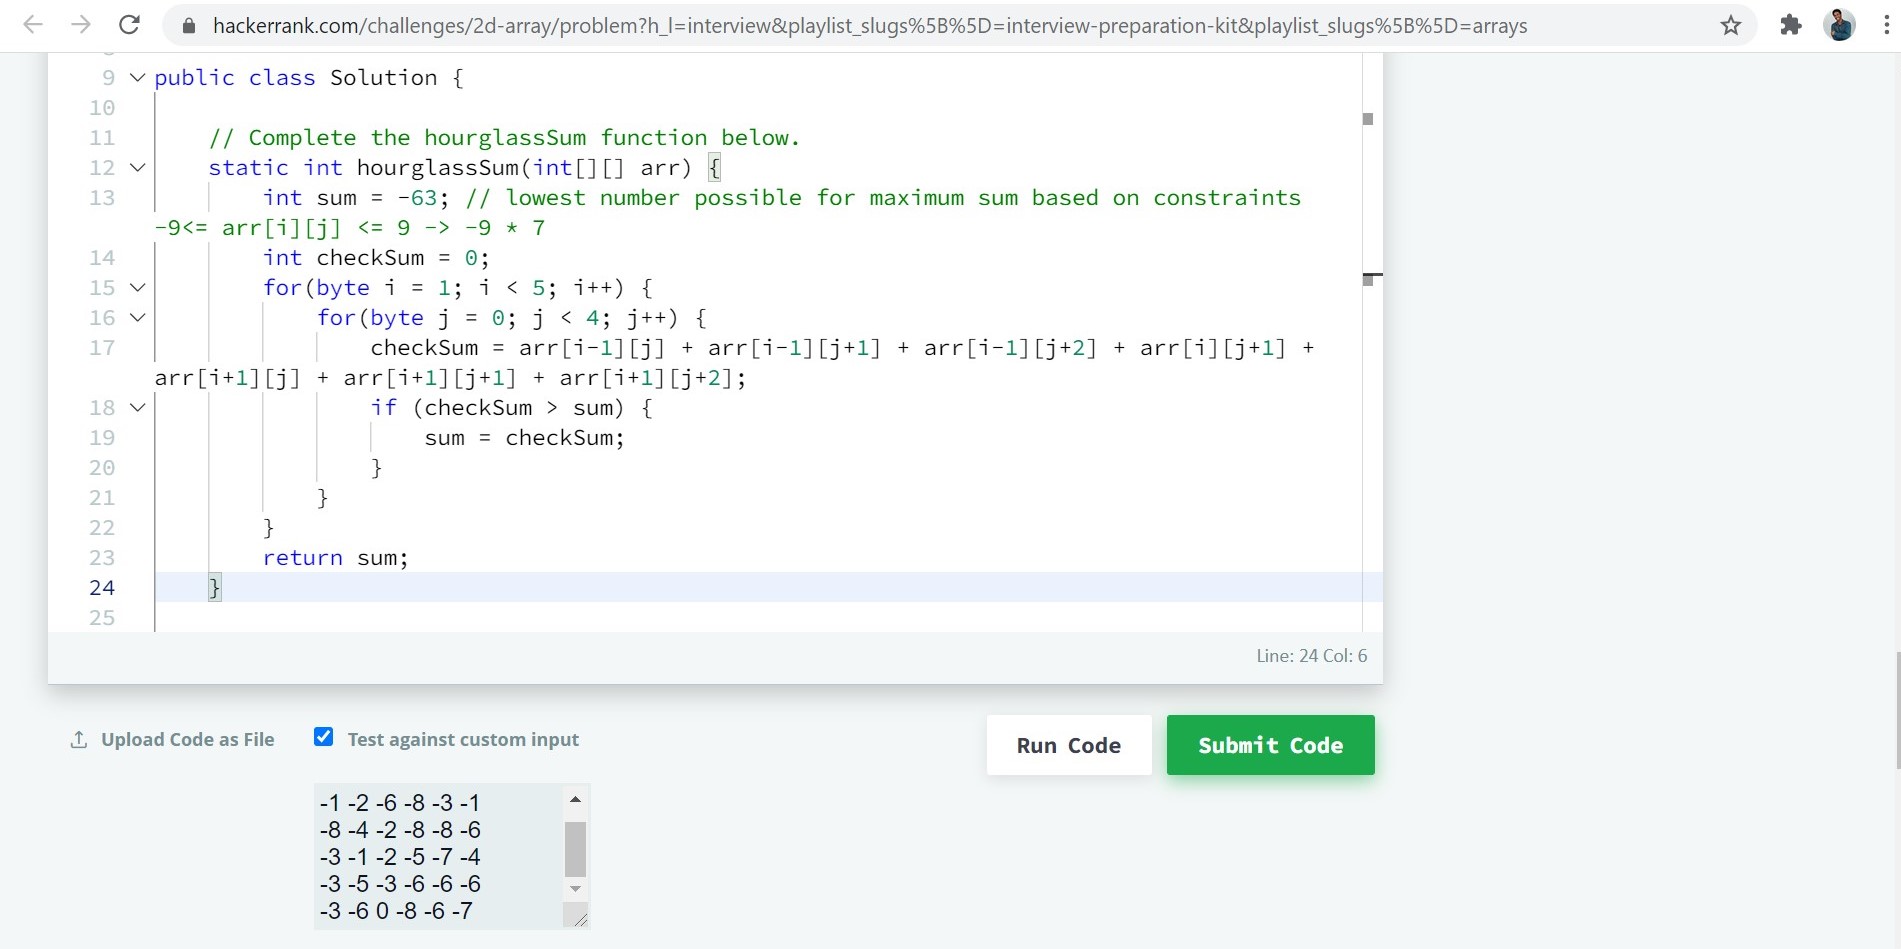 hackerrank.com/challenges/2d-array/problem?h_l=interview&playlist_slugs%5B%5D=interview-preparation-kit&playlist_slugs%5B%5D=arrays
9 public class Solution {
10
11 // Complete the hourglassSum function below.
12 static int hourglassSum(int[][] arr) {
13 int sum = -63; // lowest number possible for maximum sum based on constraints
-9<= arr[i][j] <= 9 -> -9 * 7
14 int checkSum = 0;
15 for(byte i = 1; i < 5; i++) {
16 for(byte j = 0; j < 4; j++) {
17 checkSum = arr[i-1][j] + arr[i-1][j+1] + arr[i-1][j+2] + arr[i][j+1] +
arr[i+1][j] + arr[i+1][j+1] + arr[i+1][j+2];
18 if (checkSum > sum) {
19 sum = checkSum;
20 }
21 }
22 }
23 return sum;
24 }
25
Line: 24 Col: 6
Upload Code as File
Test against custom input
Run Code
Submit Code
-1 -2 -6 -8 -3 -1
-8 -4 -2 -8 -8 -6
-3 -1 -2 -5 -7 -4
-3 -5 -3 -6 -6 -6
-3 -6 0 -8 -6 -7